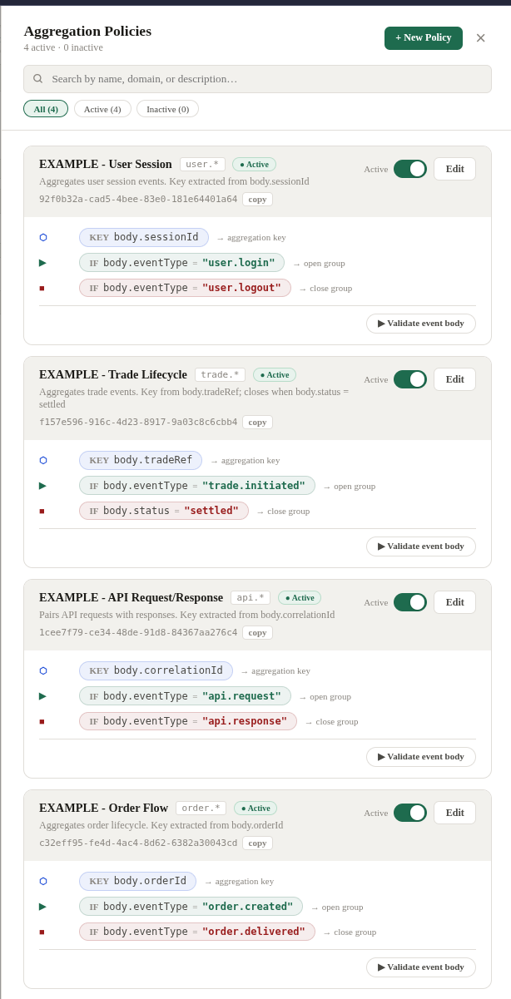 Aggregation Policies
4 active · 0 inactive
+ New Policy
Search by name, domain, or description…
All (4)
Active (4)
Inactive (0)
EXAMPLE - User Session
user.*
● Active
Active
Edit
Aggregates user session events. Key extracted from body.sessionId
92f0b32a-cad5-4bee-83e0-181e64401a64
copy
KEY body.sessionId → aggregation key
IF body.eventType = "user.login" → open group
IF body.eventType = "user.logout" → close group
▶ Validate event body
EXAMPLE - Trade Lifecycle
trade.*
● Active
Active
Edit
Aggregates trade events. Key from body.tradeRef; closes when body.status =
settled
f157e596-916c-4d23-8917-9a03c8c6cbb4
copy
KEY body.tradeRef → aggregation key
IF body.eventType = "trade.initiated" → open group
IF body.status = "settled" → close group
▶ Validate event body
EXAMPLE - API Request/Response
api.*
● Active
Active
Edit
Pairs API requests with responses. Key extracted from body.correlationId
1cee7f79-ce34-48de-91d8-84367aa276c4
copy
KEY body.correlationId → aggregation key
IF body.eventType = "api.request" → open group
IF body.eventType = "api.response" → close group
▶ Validate event body
EXAMPLE - Order Flow
order.*
● Active
Active
Edit
Aggregates order lifecycle. Key extracted from body.orderId
c32eff95-fe4d-4ac4-8d62-6382a30043cd
copy
KEY body.orderId → aggregation key
IF body.eventType = "order.created" → open group
IF body.eventType = "order.delivered" → close group
▶ Validate event body